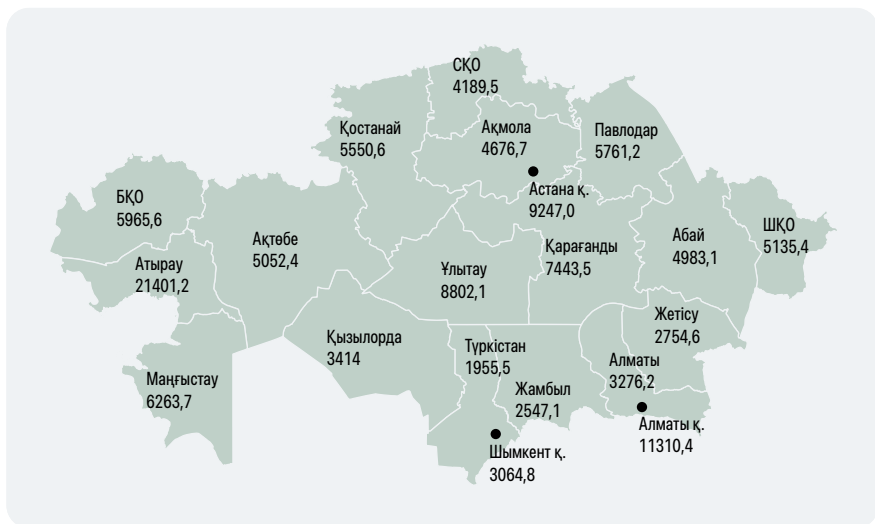 СҚО
4189,5
Қостанай
5550,6
Ақмола
4676,7
Павлодар
5761,2
Астана қ.
9247,0
БҚО
5965,6
Ақтөбе
5052,4
Атырау
21401,2
Ұлытау
8802,1
Қарағанды
7443,5
Абай
4983,1
ШҚО
5135,4
Жетісу
2754,6
Қызылорда
3414
Түркістан
1955,5
Алматы
3276,2
Маңғыстау
6263,7
Жамбыл
2547,1
Алматы қ.
11310,4
Шымкент қ.
3064,8